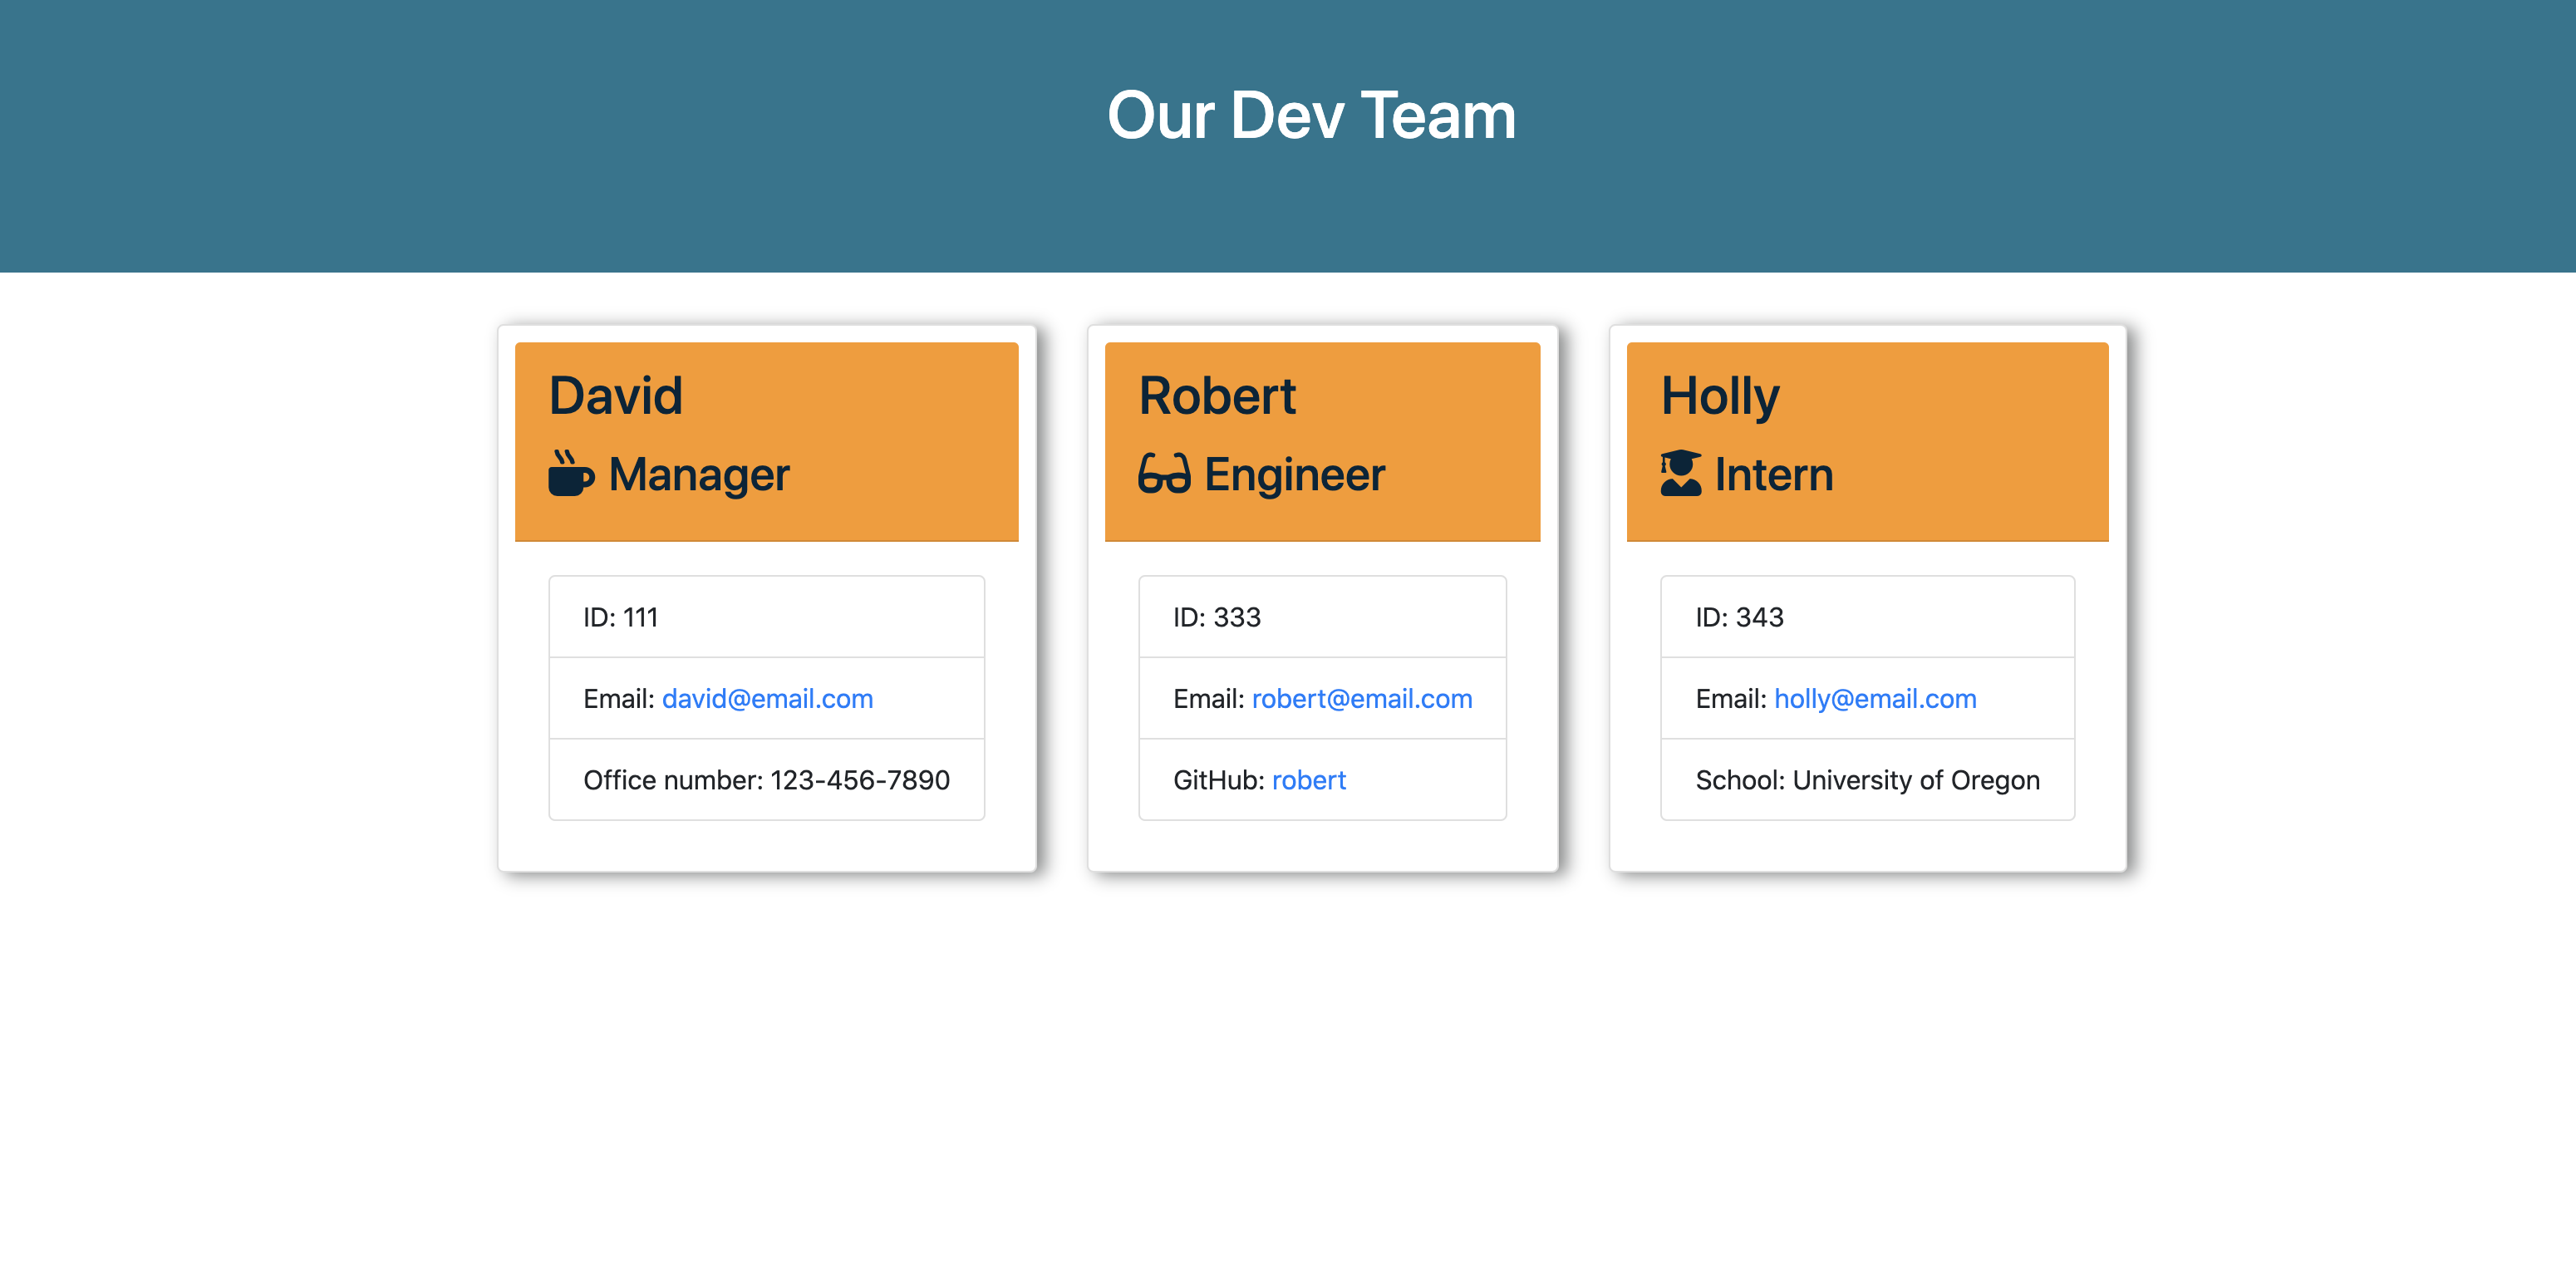 Our Dev Team
David
Manager
ID: 111
Email: david@email.com
Office number: 123-456-7890
Robert
Engineer
ID: 333
Email: robert@email.com
GitHub: robert
Holly
Intern
ID: 343
Email: holly@email.com
School: University of Oregon